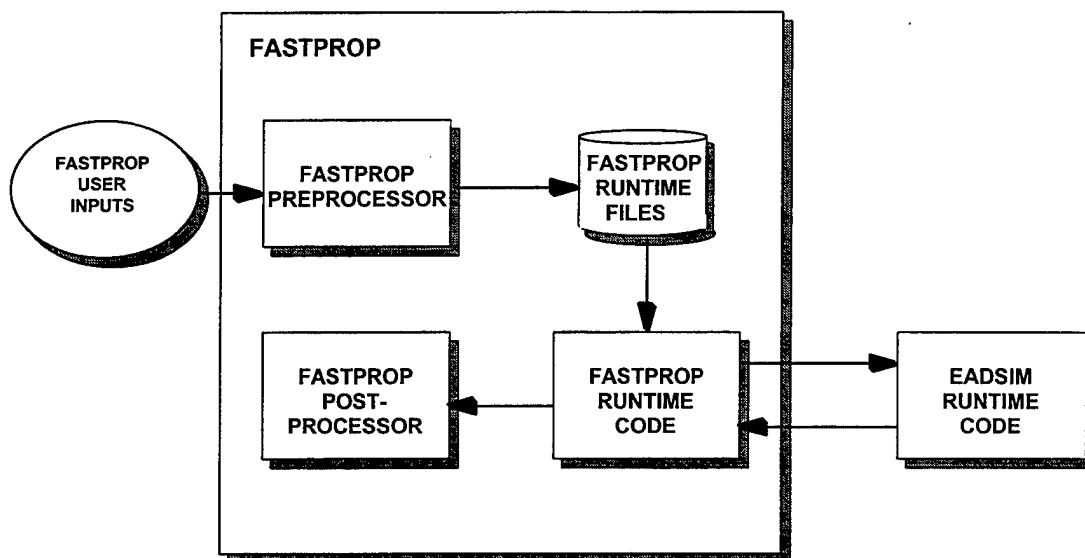 FASTPROP
FASTPROP
USER
INPUTS
FASTPROP
PREPROCESSOR
FASTPROP
RUNTIME
FILES
FASTPROP
POST-
PROCESSOR
FASTPROP
RUNTIME
CODE
EADSIM
RUNTIME
CODE